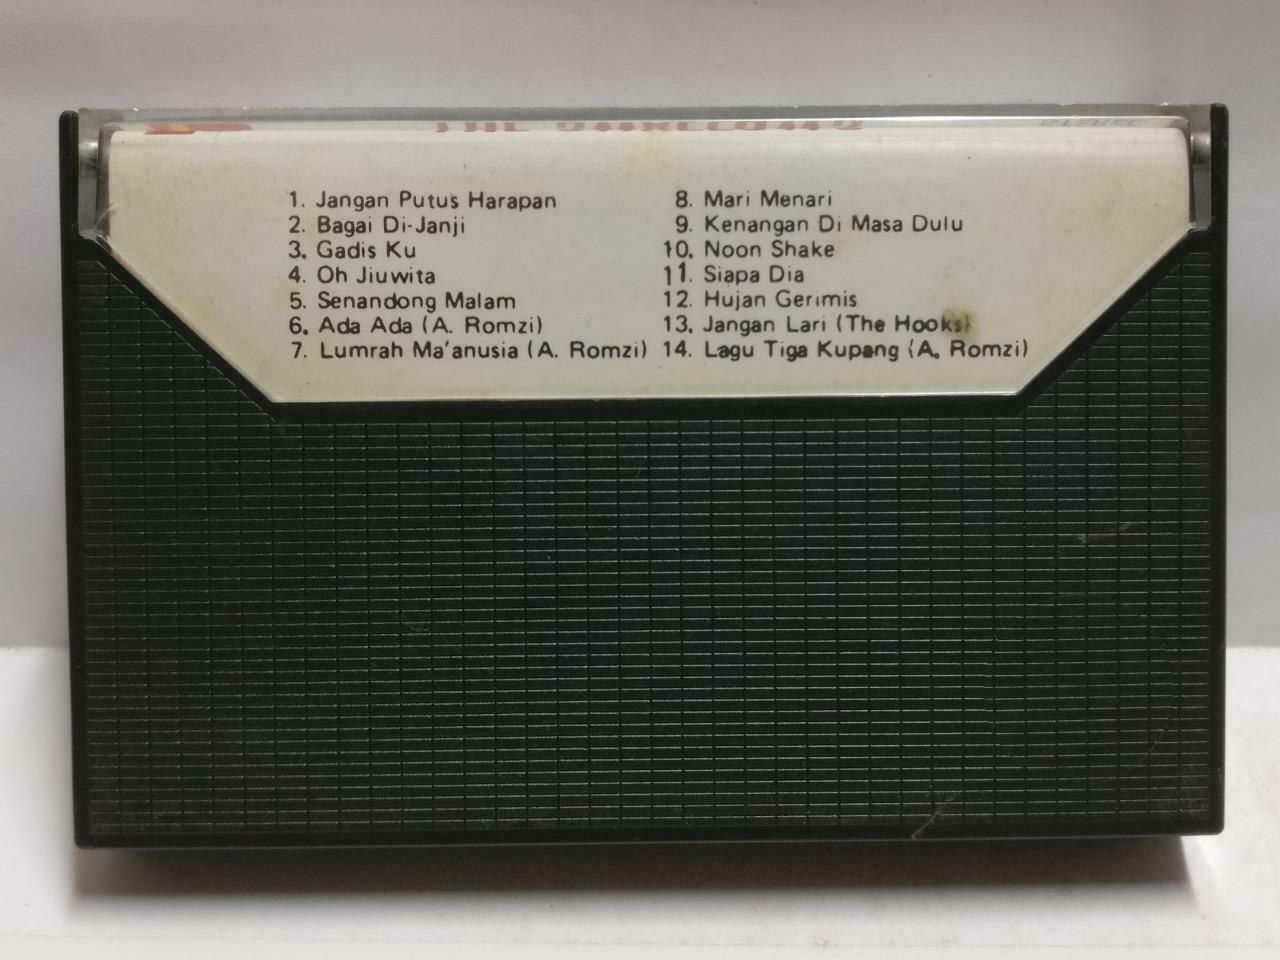 1. Jangan Putus Harapan
2. Bagai Di-Janji
3. Gadis Ku
4. Oh Jiuwita
5. Senandong Malam
6. Ada Ada (A. Romzi)
7. Lumrah Ma'anusia (A. Romzi)
8. Mari Menari
9. Kenangan Di Masa Dulu
10. Noon Shake
11. Siapa Dia
12. Hujan Gerimis
13. Jangan Lari (The Hooks)
14. Lagu Tiga Kupang (A. Romzi)